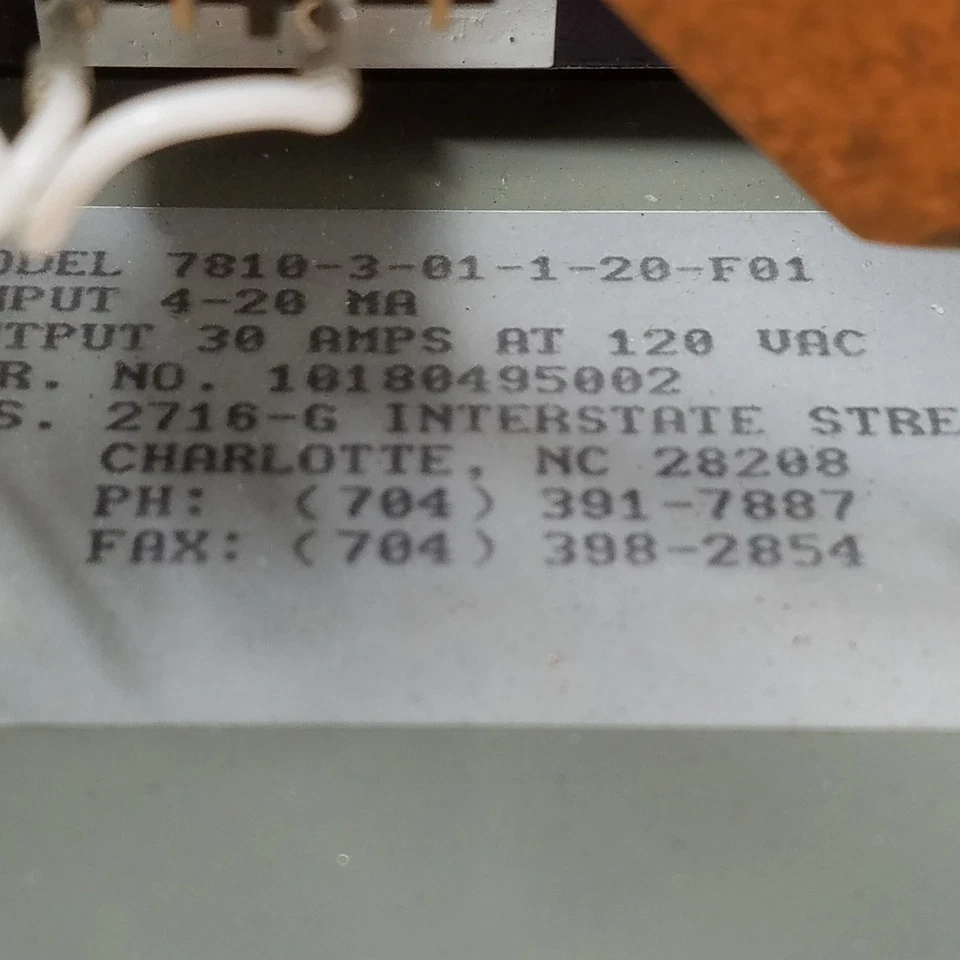 ODEL 7810-3-01-1-20-F01
NPUT 4-20 MA
TPUT 30 AMPS AT 120 VAC
R. NO. 10180495002
S. 2716-G INTERSTATE STRE
CHARLOTTE, NC 28208
PH: (704) 391-7887
FAX: (704) 398-2854